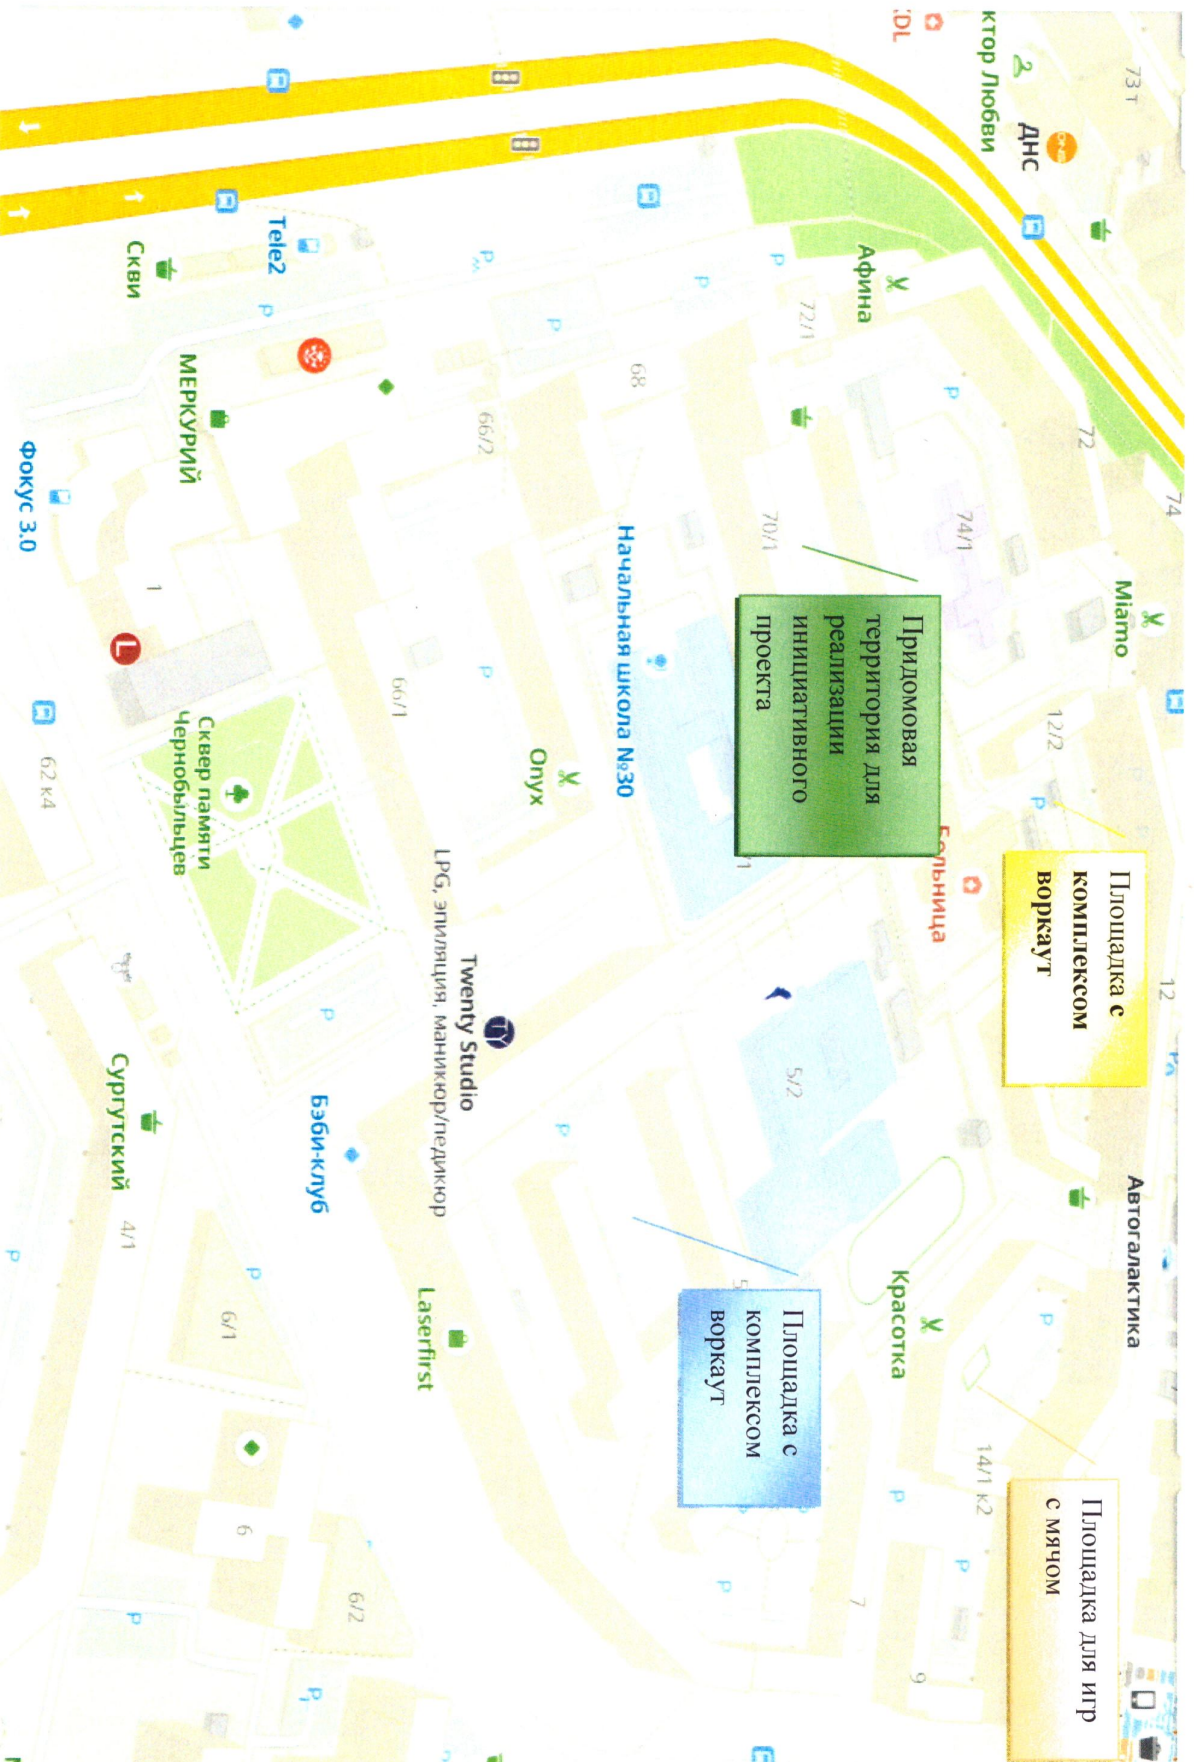 73 т
ктор Любви
ДНС
Афина
72/1
72
74
74/1
Miamo
12/2
12
Tele2
Скви
МЕРКУРИЙ
Фокус 3.0
68
66/2
70/1
Начальная школа №30
Придомовая
территория для
реализации
инициативного
проекта
Больница
Площадка с
комплексом
воркаут
1
66/1
Опух
62 к4
Сквер памяти
Чернобыльцев
Twenty Studio
LPG, эпиляция, маникюр/педикюр
TY
5/2
Автогалактика
Красотка
Сургутский
Бэби-клуб
4/1
6/1
Laserfirst
Площадка с
комплексом
воркаут
14/1 к2
Площадка для игр
с мячом
6
6/2
7
9